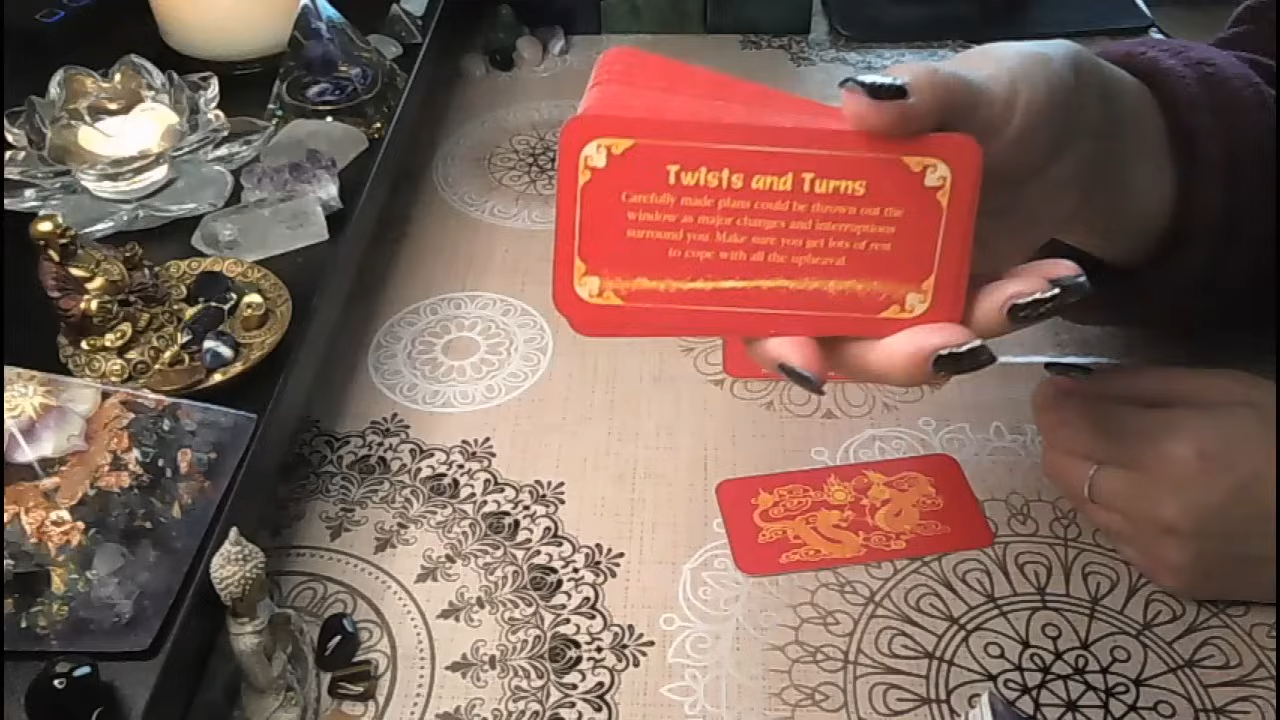 Twists and Turns
Carefully made plans could be thrown out the
window as major changes and interruptions
surround you. Make sure you get lots of rest
to cope with all the upheaval.